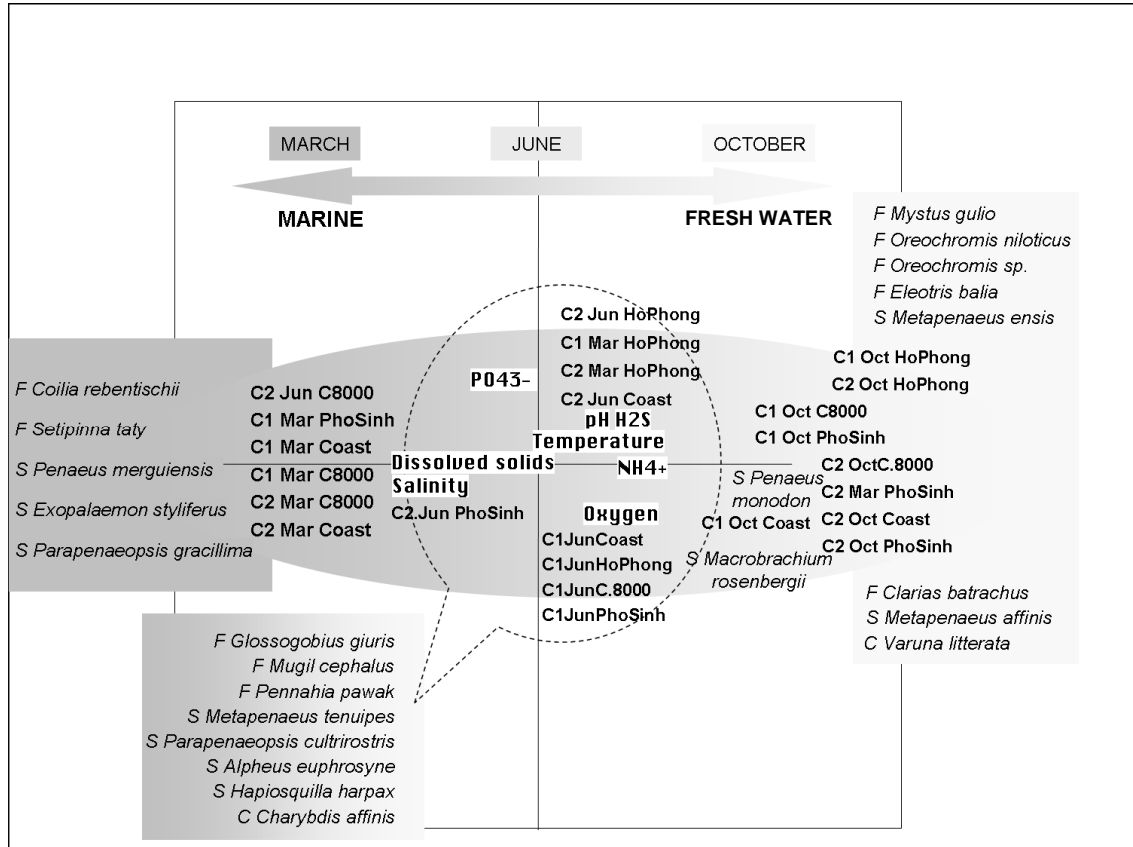 MARCH
JUNE
OCTOBER
MARINE
FRESH WATER
F Mystus gulio
F Oreochromis niloticus
F Oreochromis sp.
F Eleotris balia
S Metapenaeus ensis
F Coilia rebentischii
F Setipinna taty
S Penaeus merguiensis
S Exopalaemon styliferus
S Parapenaeopsis gracillima
C2 Jun C8000
C1 Mar PhoSinh
C1 Mar Coast
C1 Mar C8000
C2 Mar C8000
C2 Mar Coast
PO43-
Dissolved solids
Salinity
C2.Jun PhoSinh
C2 Jun HòPhong
C1 Mar HoPhong
C2 Mar HoPhong
C2 Jun Coast
pH H2S
Temperature
NH4+
Oxygen
C1JunCoast
C1JunHoPhong
C1JunC.8000
C1JunPhoSinh
C1 Oct HoPhong
C2 Oct HoPhong
C1 Oct C8000
C1 Oct PhoSinh
C2 OctC.8000
C2 Mar PhoSinh
C2 Oct Coast
C2 Oct PhoSinh
S Penaeus
monodon
C1 Oct Coast
S Macrobrachium
rosenbergii
F Clarias batrachus
S Metapenaeus affinis
C Varuna litterata
F Glossogobius giuris
F Mugil cephalus
F Pennahia pawak
S Metapenaeus tenuipes
S Parapenaeopsis cultrirostris
S Alpheus euphrosyne
S Hapiosquilla harpax
C Charybdis affinis